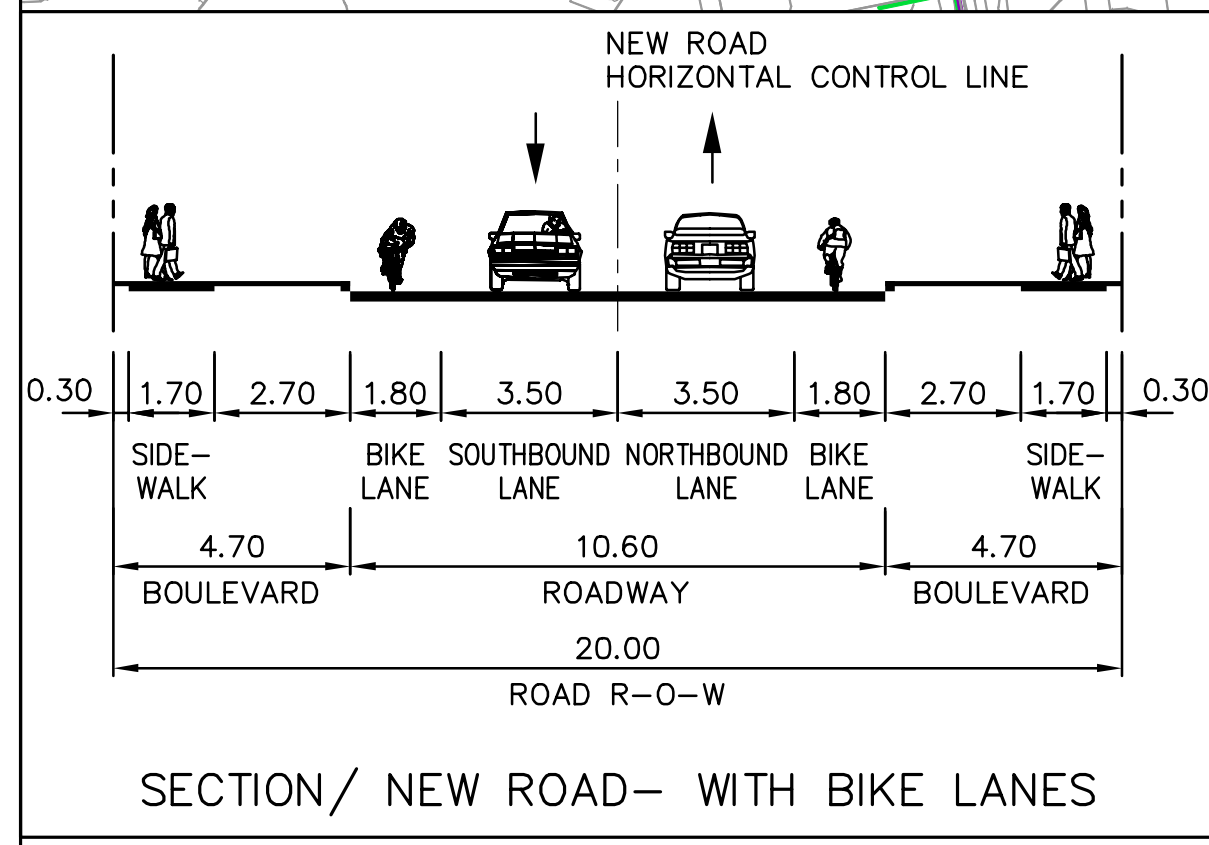 NEW ROAD
HORIZONTAL CONTROL LINE
0.30 1.70 2.70 1.80 3.50 3.50 1.80 2.70 1.70 0.30
SIDE- BIKE SOUTHBOUND NORTHBOUND BIKE SIDE-
WALK LANE LANE LANE LANE WALK
4.70 10.60 4.70
BOULEVARD ROADWAY BOULEVARD
20.00
ROAD R-O-W
SECTION/ NEW ROAD- WITH BIKE LANES